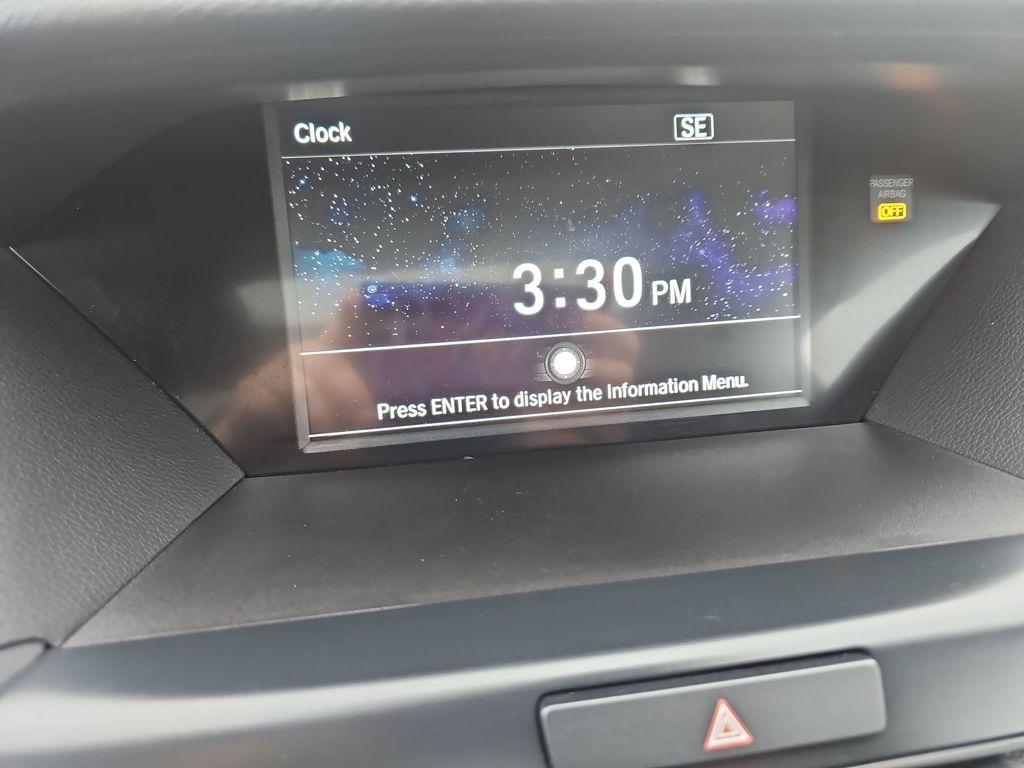 Clock
SE
PASSENGER
AIRBAG
OFF
3:30 PM
Press ENTER to display the Information Menu.